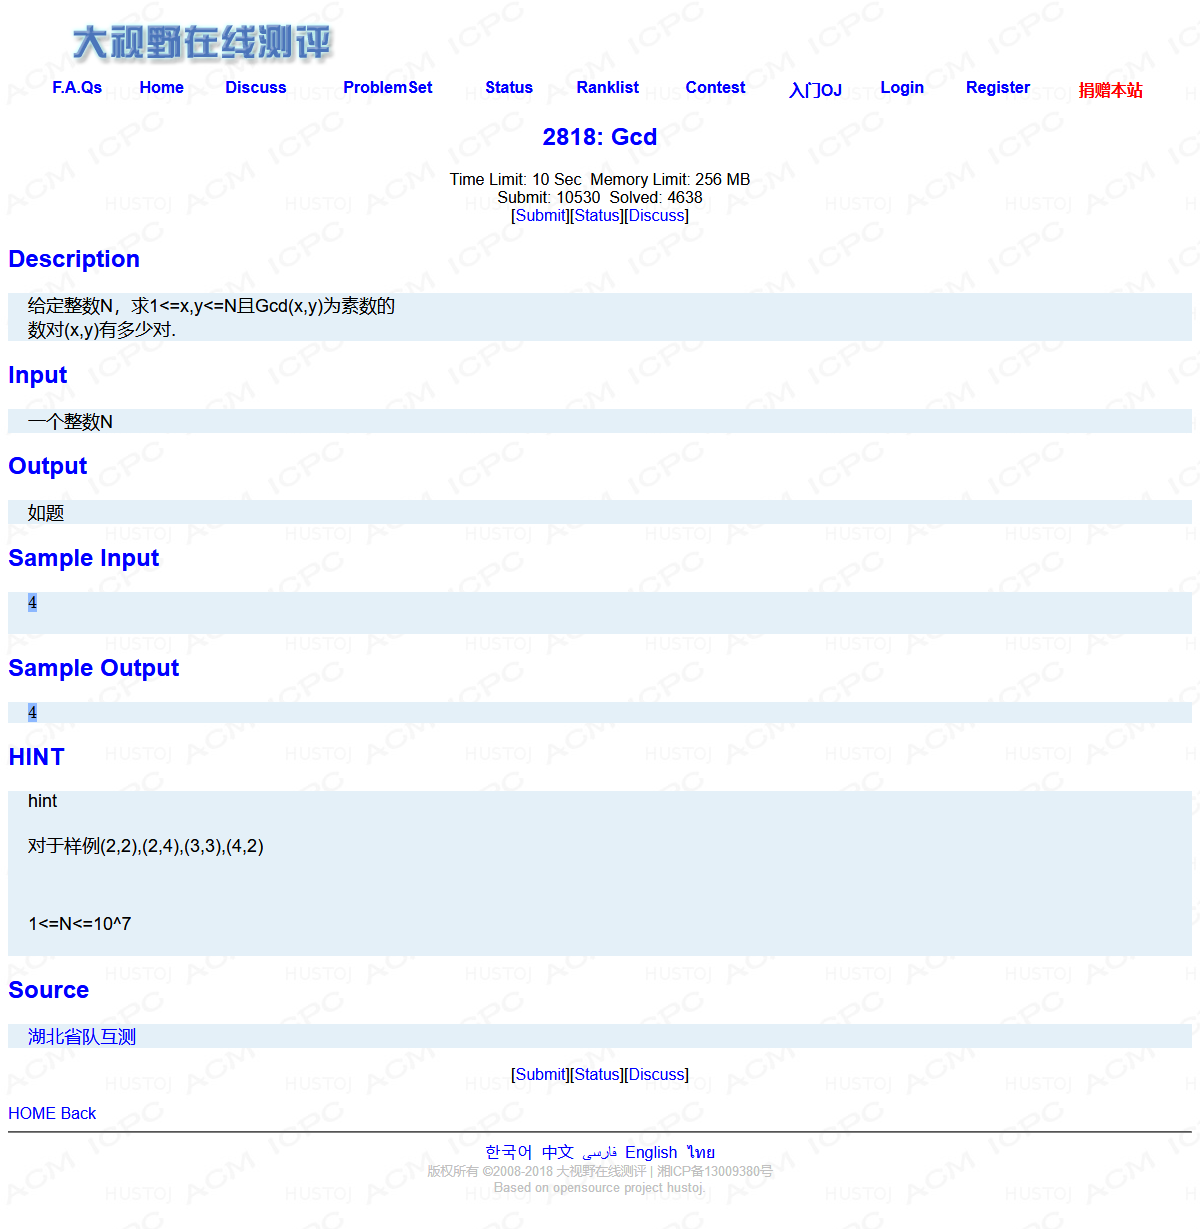 大视野在线测评
F.A.Qs Home Discuss ProblemSet Status Ranklist Contest 入门OJ Login Register 捐赠本站
2818: Gcd
Time Limit: 10 Sec Memory Limit: 256 MB
Submit: 10530 Solved: 4638
[Submit][Status][Discuss]
Description
给定整数N，求1<=x,y<=N且Gcd(x,y)为素数的
数对(x,y)有多少对.
Input
一个整数N
Output
如题
Sample Input
4
Sample Output
4
HINT
hint
对于样例(2,2),(2,4),(3,3),(4,2)
1<=N<=10^7
Source
湖北省队互测
[Submit][Status][Discuss]
HOME Back
한국어 中文 فارسی English ไทย
版权所有 ©2008-2018 大视野在线测评 | 湘ICP备13009380号
Based on opensource project hustoj.